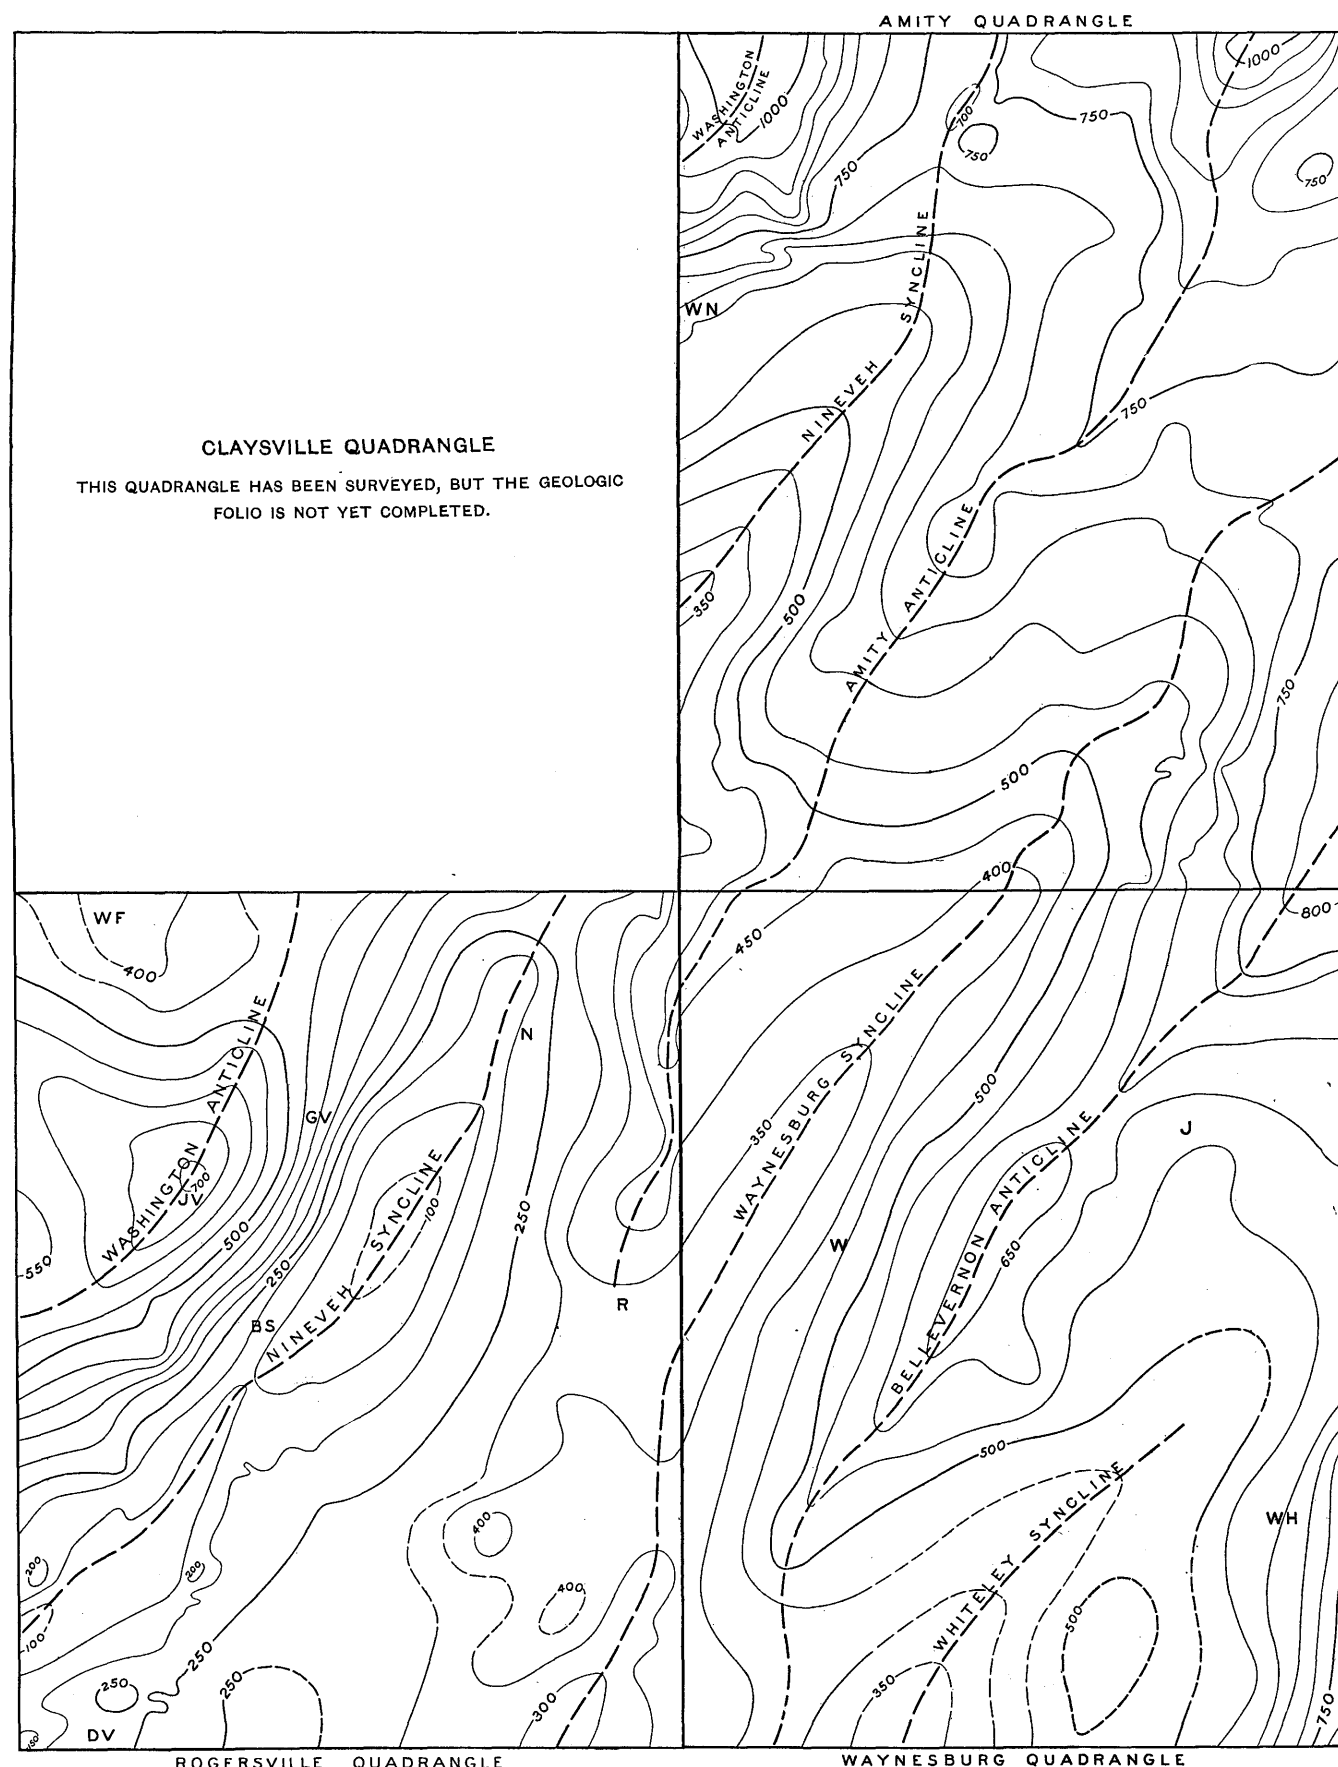 AMITY QUADRANGLE
WASHINGTON
ANTICLINE
1000
1000
700
750
750
750
750
NINEVEH SYNCLINE
WN
750
CLAYSVILLE QUADRANGLE
THIS QUADRANGLE HAS BEEN SURVEYED, BUT THE GEOLOGIC
FOLIO IS NOT YET COMPLETED.
AMITY ANTICLINE
350
500
750
500
400
WF
400
450
800
WASHINGTON ANTICLINE
N
GV
WAYNESBURG SYNCLINE
350
500
J
J
700
NINEVEH SYNCLINE
100
250
500
550
250
BS
R
W
BELLEVERNON ANTICLINE
650
500
WHITELEY SYNCLINE
WH
400
200
200
400
100
250
250
250
300
350
500
750
DV
150
ROGERSVILLE QUADRANGLE
WAYNESBURG QUADRANGLE